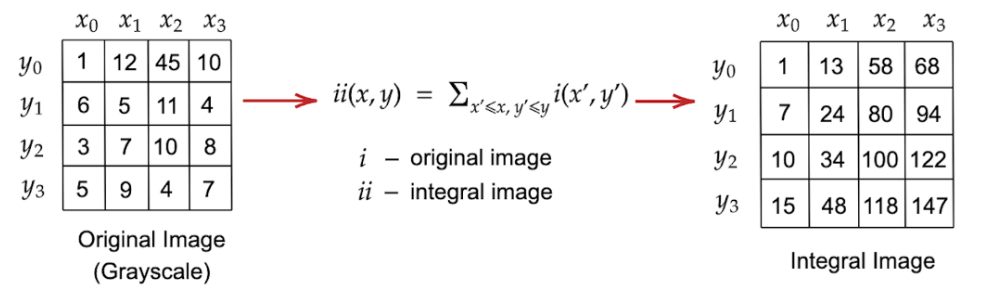 x₀ x₁ x₂ x₃
y₀ 1 12 45 10
y₁ 6 5 11 4
y₂ 3 7 10 8
y₃ 5 9 4 7
Original Image
(Grayscale)
ii(x, y) = ∑x′⩽x, y′⩽y i(x′, y′)
i – original image
ii – integral image
x₀ x₁ x₂ x₃
y₀ 1 13 58 68
y₁ 7 24 80 94
y₂ 10 34 100 122
y₃ 15 48 118 147
Integral Image